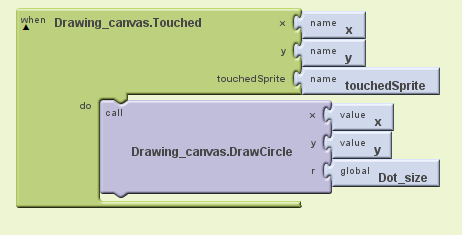 when Drawing_canvas.Touched x name x
y name y
touchedSprite name touchedSprite
do call x value x
Drawing_canvas.DrawCircle y value y
r global Dot_size